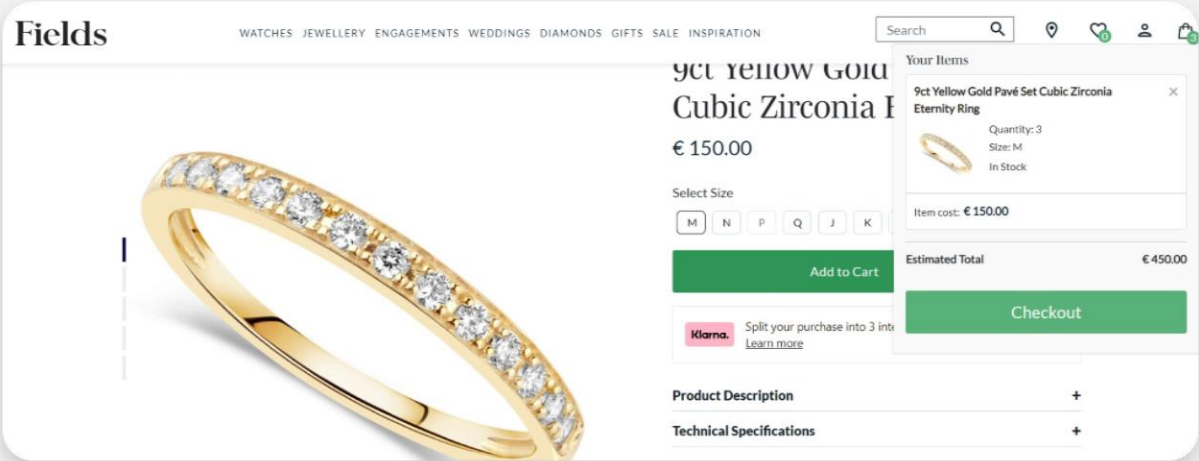 Fields
WATCHES JEWELLERY ENGAGEMENTS WEDDINGS DIAMONDS GIFTS SALE INSPIRATION
Search
0
3
9ct Yellow Gold
Cubic Zirconia
€ 150.00
Select Size
M N P Q J K
Add to Cart
Klarna.
Split your purchase into 3
Learn more
Product Description +
Technical Specifications +
Your Items
9ct Yellow Gold Pavé Set Cubic Zirconia
Eternity Ring
Quantity: 3
Size: M
In Stock
Item cost: € 150.00
Estimated Total € 450.00
Checkout